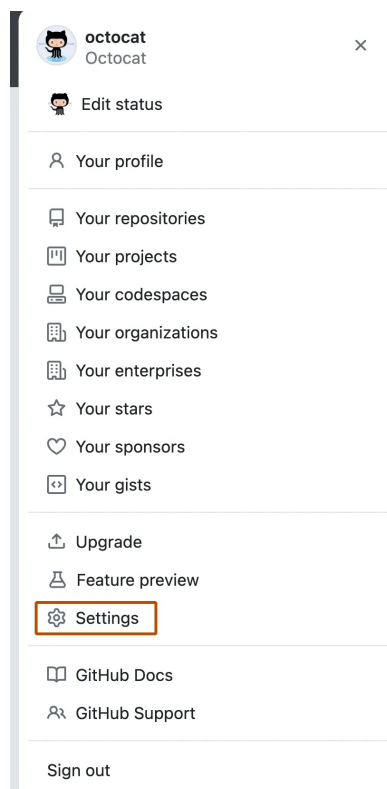 octocat
Octocat
Edit status
Your profile
Your repositories
Your projects
Your codespaces
Your organizations
Your enterprises
Your stars
Your sponsors
Your gists
Upgrade
Feature preview
Settings
GitHub Docs
GitHub Support
Sign out